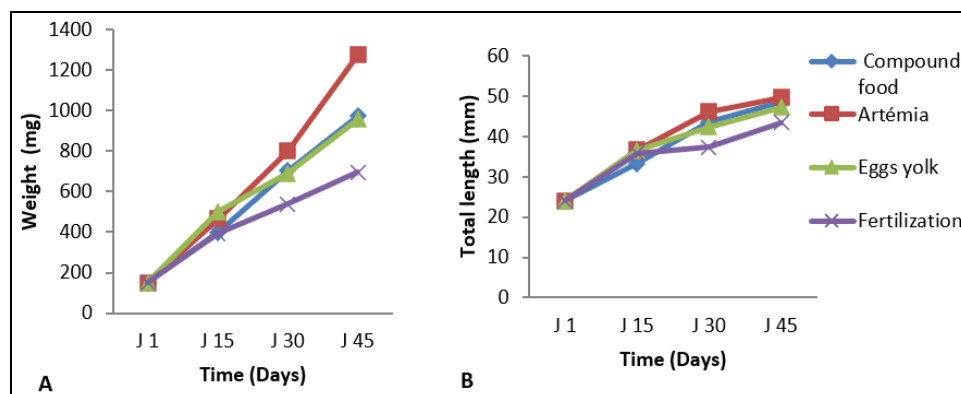 1400
1200
1000
800
600
400
200
0
Weight (mg)
J 1 J 15 J 30 J 45
Time (Days)
A
60
50
40
30
20
10
0
Total length (mm)
J 1 J 15 J 30 J 45
Time (Days)
B
Compound
food
Artémia
Eggs yolk
Fertilization